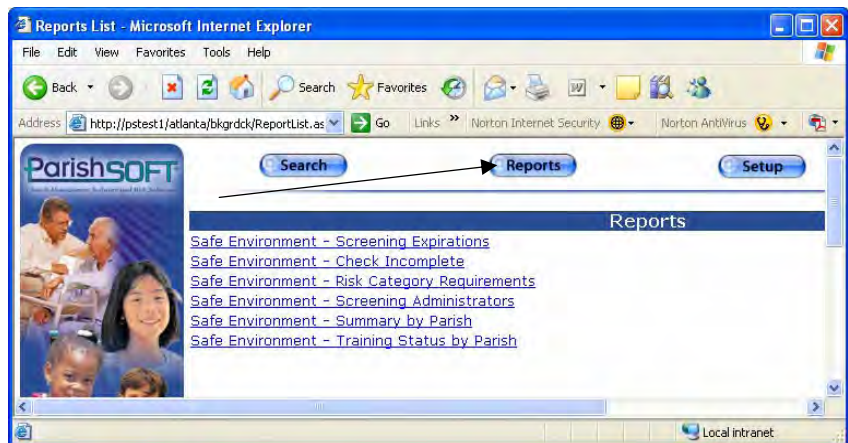 Reports List - Microsoft Internet Explorer
File Edit View Favorites Tools Help
Back Search Favorites
Address http://pstest1/atlanta/bkgrdck/ReportList.as Go Links » Norton Internet Security Norton AntiVirus
ParishSOFT
Search Reports Setup
Reports
Safe Environment - Screening Expirations
Safe Environment - Check Incomplete
Safe Environment - Risk Category Requirements
Safe Environment - Screening Administrators
Safe Environment - Summary by Parish
Safe Environment - Training Status by Parish
Local intranet